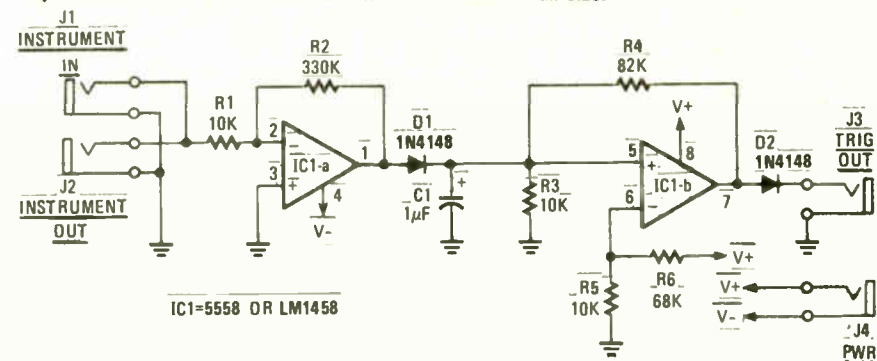 J1
INSTRUMENT
IN
R1
10K
R2
330K
2
−
3
+
IC1-a
1
4
V-
D1
1N4148
+
C1
1µF
J2
INSTRUMENT
OUT
R3
10K
R4
82K
V+
5
+
8
IC1-b
6
−
7
D2
1N4148
J3
TRIG
OUT
R5
10K
R6
68K
V+
V+
V-
J4
PWR
IC1=5558 OR LM1458